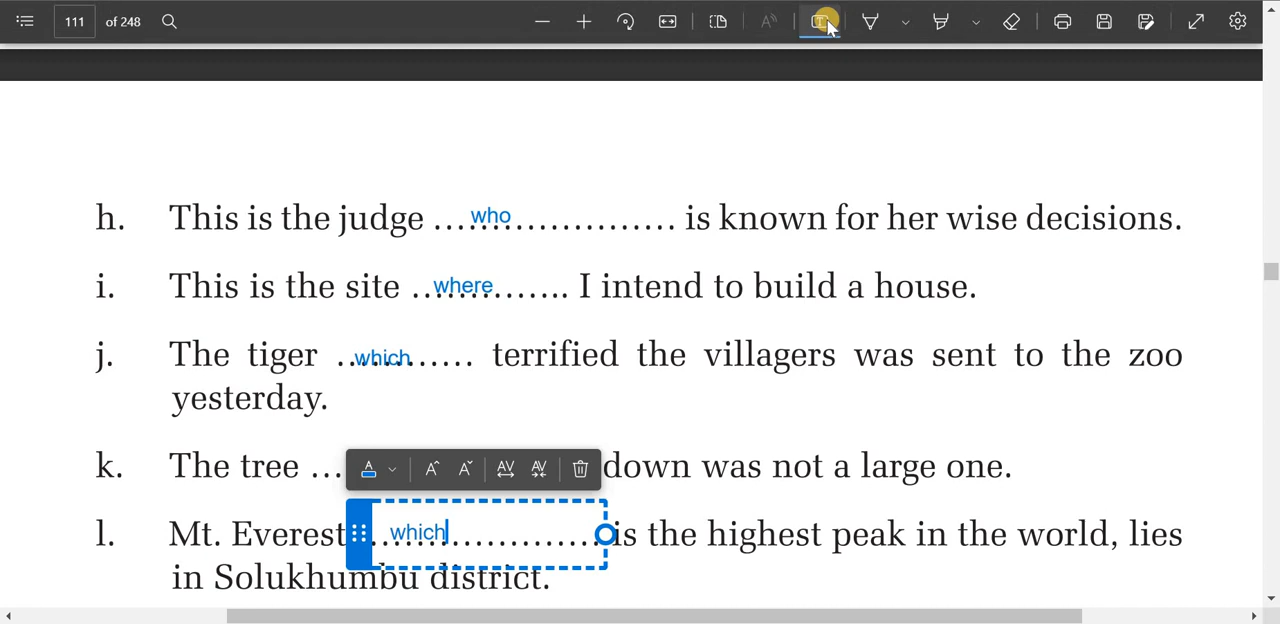 111 of 248
h. This is the judge ...who................. is known for her wise decisions.
i. This is the site ..where......... I intend to build a house.
j. The tiger ..which...... terrified the villagers was sent to the zoo
yesterday.
k. The tree ... down was not a large one.
l. Mt. Everest ..which................ is the highest peak in the world, lies
in Solukhumbu district.